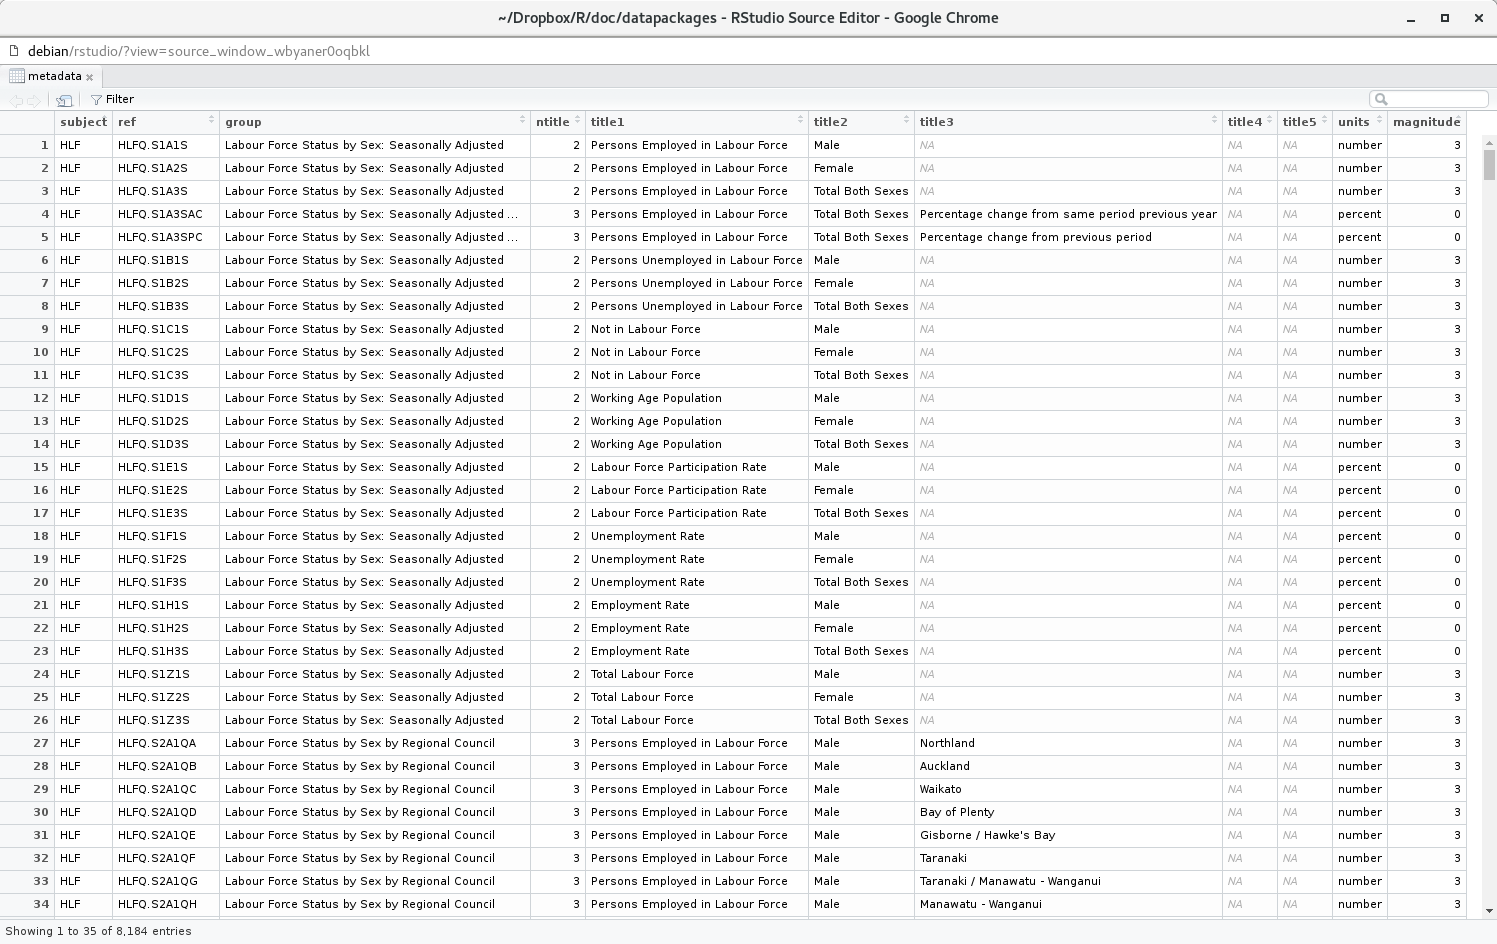 ~/Dropbox/R/doc/datapackages - RStudio Source Editor - Google Chrome
debian/rstudio/?view=source_window_wbyaner0oqbkl
metadata
Filter
subject ref group ntitle title1 title2 title3 title4 title5 units magnitude
1 HLF HLFQ.S1A1S Labour Force Status by Sex: Seasonally Adjusted 2 Persons Employed in Labour Force Male NA NA NA number 3
2 HLF HLFQ.S1A2S Labour Force Status by Sex: Seasonally Adjusted 2 Persons Employed in Labour Force Female NA NA NA number 3
3 HLF HLFQ.S1A3S Labour Force Status by Sex: Seasonally Adjusted 2 Persons Employed in Labour Force Total Both Sexes NA NA NA number 3
4 HLF HLFQ.S1A3SAC Labour Force Status by Sex: Seasonally Adjusted ... 3 Persons Employed in Labour Force Total Both Sexes Percentage change from same period previous year NA NA percent 0
5 HLF HLFQ.S1A3SPC Labour Force Status by Sex: Seasonally Adjusted ... 3 Persons Employed in Labour Force Total Both Sexes Percentage change from previous period NA NA percent 0
6 HLF HLFQ.S1B1S Labour Force Status by Sex: Seasonally Adjusted 2 Persons Unemployed in Labour Force Male NA NA NA number 3
7 HLF HLFQ.S1B2S Labour Force Status by Sex: Seasonally Adjusted 2 Persons Unemployed in Labour Force Female NA NA NA number 3
8 HLF HLFQ.S1B3S Labour Force Status by Sex: Seasonally Adjusted 2 Persons Unemployed in Labour Force Total Both Sexes NA NA NA number 3
9 HLF HLFQ.S1C1S Labour Force Status by Sex: Seasonally Adjusted 2 Not in Labour Force Male NA NA NA number 3
10 HLF HLFQ.S1C2S Labour Force Status by Sex: Seasonally Adjusted 2 Not in Labour Force Female NA NA NA number 3
11 HLF HLFQ.S1C3S Labour Force Status by Sex: Seasonally Adjusted 2 Not in Labour Force Total Both Sexes NA NA NA number 3
12 HLF HLFQ.S1D1S Labour Force Status by Sex: Seasonally Adjusted 2 Working Age Population Male NA NA NA number 3
13 HLF HLFQ.S1D2S Labour Force Status by Sex: Seasonally Adjusted 2 Working Age Population Female NA NA NA number 3
14 HLF HLFQ.S1D3S Labour Force Status by Sex: Seasonally Adjusted 2 Working Age Population Total Both Sexes NA NA NA number 3
15 HLF HLFQ.S1E1S Labour Force Status by Sex: Seasonally Adjusted 2 Labour Force Participation Rate Male NA NA NA percent 0
16 HLF HLFQ.S1E2S Labour Force Status by Sex: Seasonally Adjusted 2 Labour Force Participation Rate Female NA NA NA percent 0
17 HLF HLFQ.S1E3S Labour Force Status by Sex: Seasonally Adjusted 2 Labour Force Participation Rate Total Both Sexes NA NA NA percent 0
18 HLF HLFQ.S1F1S Labour Force Status by Sex: Seasonally Adjusted 2 Unemployment Rate Male NA NA NA percent 0
19 HLF HLFQ.S1F2S Labour Force Status by Sex: Seasonally Adjusted 2 Unemployment Rate Female NA NA NA percent 0
20 HLF HLFQ.S1F3S Labour Force Status by Sex: Seasonally Adjusted 2 Unemployment Rate Total Both Sexes NA NA NA percent 0
21 HLF HLFQ.S1H1S Labour Force Status by Sex: Seasonally Adjusted 2 Employment Rate Male NA NA NA percent 0
22 HLF HLFQ.S1H2S Labour Force Status by Sex: Seasonally Adjusted 2 Employment Rate Female NA NA NA percent 0
23 HLF HLFQ.S1H3S Labour Force Status by Sex: Seasonally Adjusted 2 Employment Rate Total Both Sexes NA NA NA percent 0
24 HLF HLFQ.S1Z1S Labour Force Status by Sex: Seasonally Adjusted 2 Total Labour Force Male NA NA NA number 3
25 HLF HLFQ.S1Z2S Labour Force Status by Sex: Seasonally Adjusted 2 Total Labour Force Female NA NA NA number 3
26 HLF HLFQ.S1Z3S Labour Force Status by Sex: Seasonally Adjusted 2 Total Labour Force Total Both Sexes NA NA NA number 3
27 HLF HLFQ.S2A1QA Labour Force Status by Sex by Regional Council 3 Persons Employed in Labour Force Male Northland NA NA number 3
28 HLF HLFQ.S2A1QB Labour Force Status by Sex by Regional Council 3 Persons Employed in Labour Force Male Auckland NA NA number 3
29 HLF HLFQ.S2A1QC Labour Force Status by Sex by Regional Council 3 Persons Employed in Labour Force Male Waikato NA NA number 3
30 HLF HLFQ.S2A1QD Labour Force Status by Sex by Regional Council 3 Persons Employed in Labour Force Male Bay of Plenty NA NA number 3
31 HLF HLFQ.S2A1QE Labour Force Status by Sex by Regional Council 3 Persons Employed in Labour Force Male Gisborne / Hawke's Bay NA NA number 3
32 HLF HLFQ.S2A1QF Labour Force Status by Sex by Regional Council 3 Persons Employed in Labour Force Male Taranaki NA NA number 3
33 HLF HLFQ.S2A1QG Labour Force Status by Sex by Regional Council 3 Persons Employed in Labour Force Male Taranaki / Manawatu - Wanganui NA NA number 3
34 HLF HLFQ.S2A1QH Labour Force Status by Sex by Regional Council 3 Persons Employed in Labour Force Male Manawatu - Wanganui NA NA number 3
Showing 1 to 35 of 8,184 entries